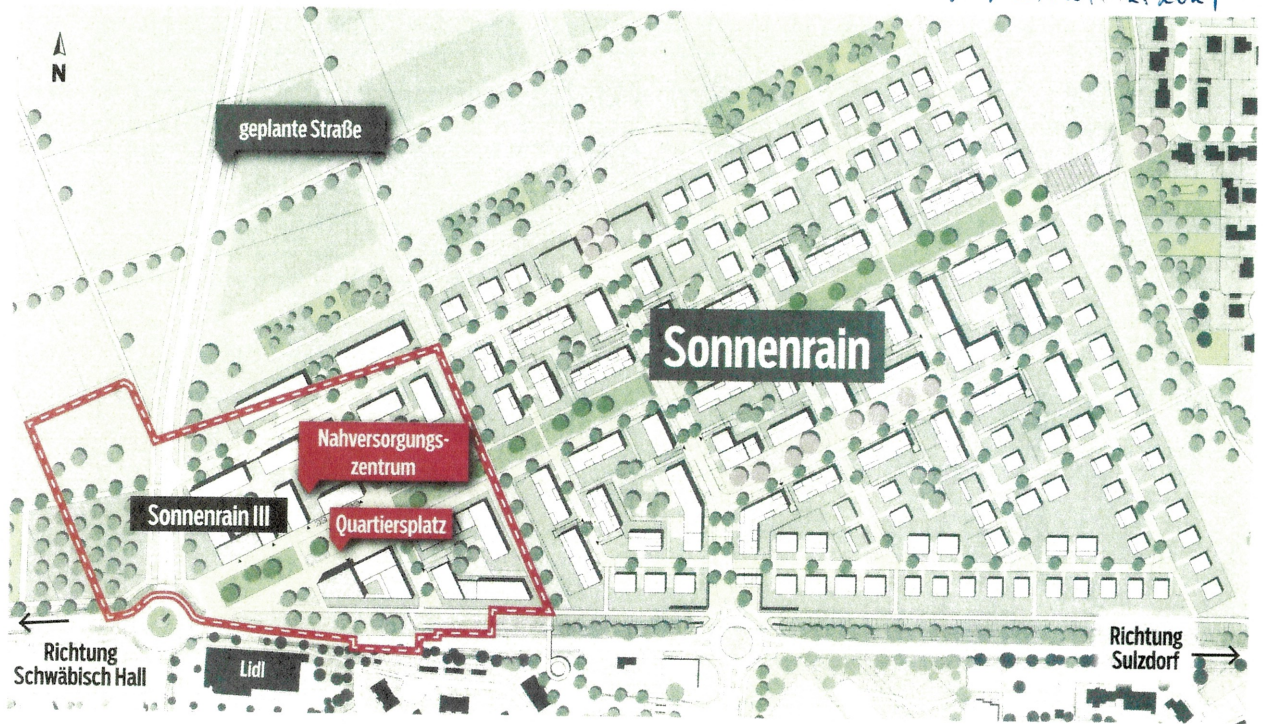 N
geplante Straße
Sonnenrain
Nahversorgungs-
zentrum
Sonnenrain III
Quartiersplatz
Richtung
Schwäbisch Hall
Lidl
Richtung
Sulzdorf